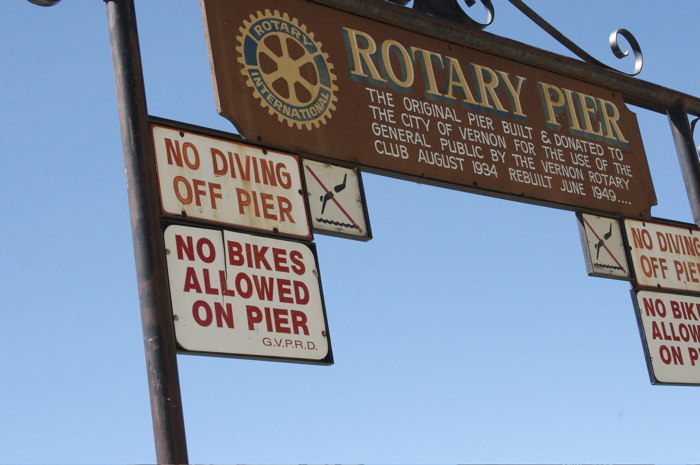 ROTARY
INTERNATIONAL
ROTARY PIER
THE ORIGINAL PIER BUILT & DONATED TO
THE CITY OF VERNON FOR THE USE OF THE
GENERAL PUBLIC BY THE VERNON ROTARY
CLUB AUGUST 1934 REBUILT JUNE 1949....
NO DIVING
OFF PIER
NO BIKES
ALLOWED
ON PIER
G.V.P.R.D.
NO DIVING
OFF PIE
NO BIK
ALLOW
ON P